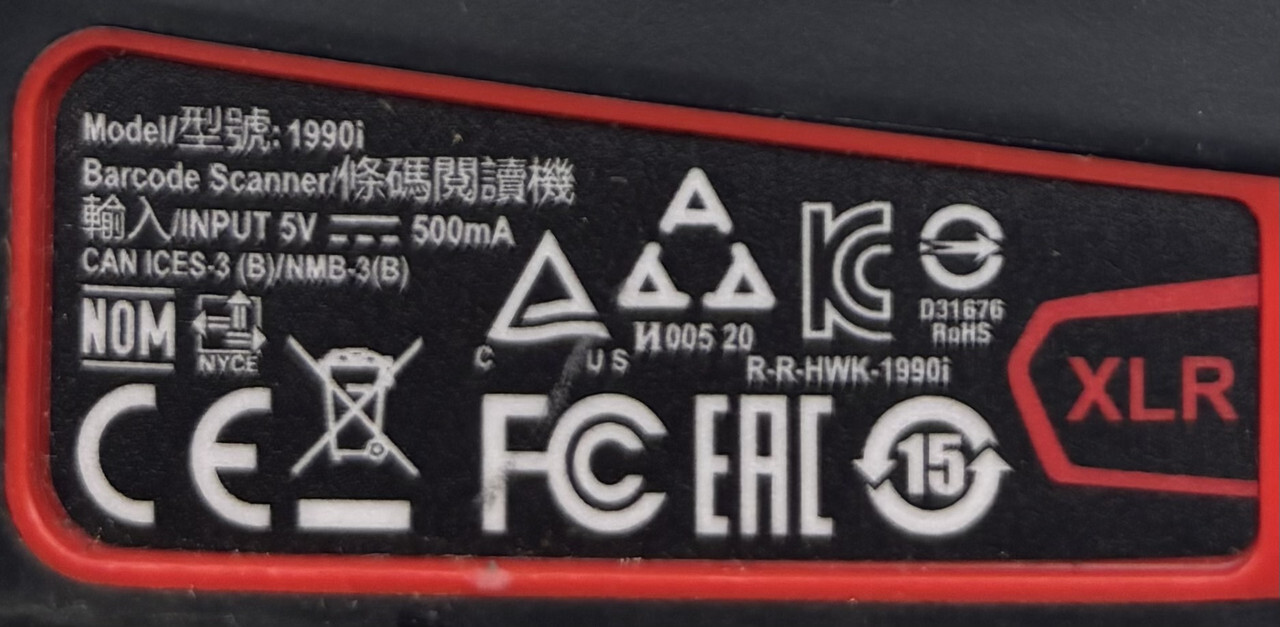 Model/型號: 1990i
Barcode Scanner/條碼閱讀機
輸入/INPUT 5V 500mA
CAN ICES-3 (B)/NMB-3(B)
NOM
NYCE
C US
И005 20
D31676
RoHS
R-R-HWK-1990i
CE
FC
EAC
15
XLR